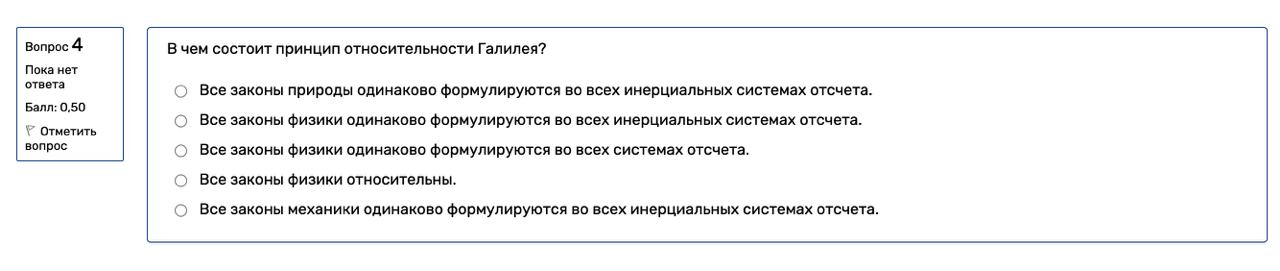 Вопрос 4
Пока нет
ответа
Балл: 0,50
Отметить
вопрос
В чем состоит принцип относительности Галилея?
Все законы природы одинаково формулируются во всех инерциальных системах отсчета.
Все законы физики одинаково формулируются во всех инерциальных системах отсчета.
Все законы физики одинаково формулируются во всех системах отсчета.
Все законы физики относительны.
Все законы механики одинаково формулируются во всех инерциальных системах отсчета.